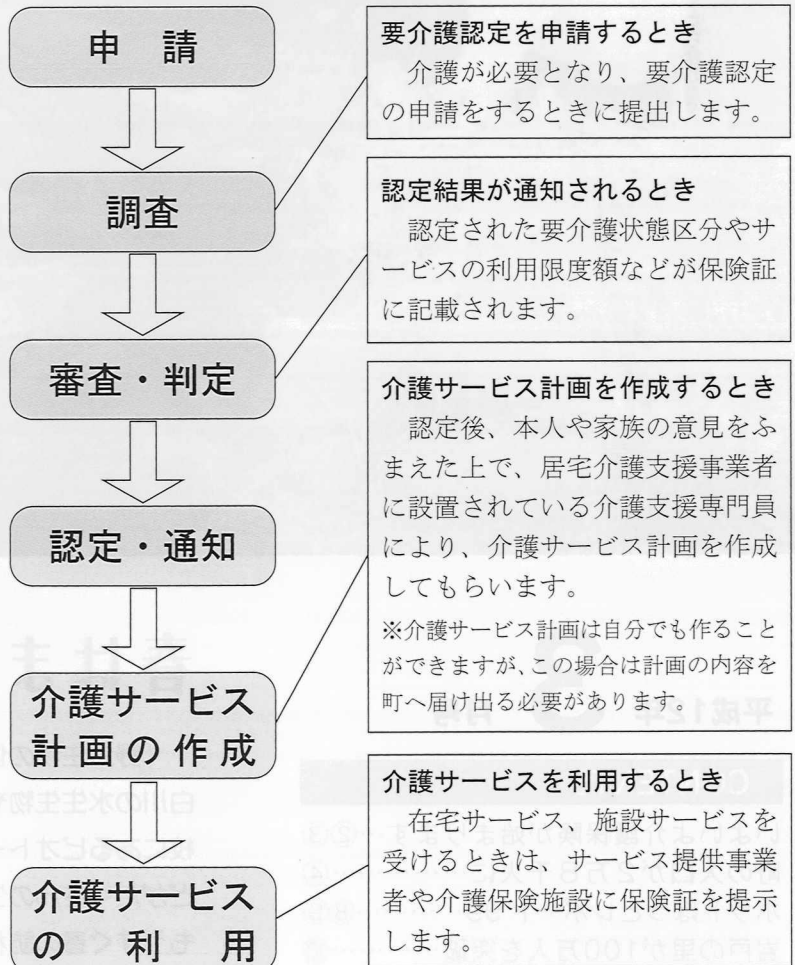 申　請
調査
審査・判定
認定・通知
介護サービス
計画の作成
介護サービス
の　利　用
要介護認定を申請するとき
　介護が必要となり、要介護認定
の申請をするときに提出します。
認定結果が通知されるとき
　認定された要介護状態区分やサ
ービスの利用限度額などが保険証
に記載されます。
介護サービス計画を作成するとき
　認定後、本人や家族の意見をふ
まえた上で、居宅介護支援事業者
に設置されている介護支援専門員
により、介護サービス計画を作成
してもらいます。
※介護サービス計画は自分でも作ること
ができますが、この場合は計画の内容を
町へ届け出る必要があります。
介護サービスを利用するとき
　在宅サービス、施設サービスを
受けるときは、サービス提供事業
者や介護保険施設に保険証を提示
します。